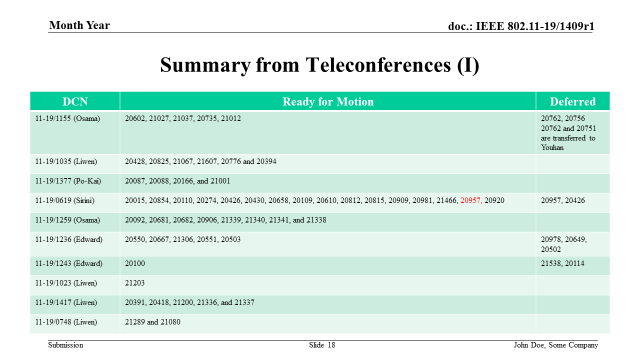 Month Year
doc.: IEEE 802.11-19/1409r1
Summary from Teleconferences (I)
DCN Ready for Motion Deferred
11-19/1155 (Osama) 20602, 21027, 21037, 20735, 21012 20762, 20756
20762 and 20751
are transferred to
Youhan
11-19/1035 (Liwen) 20428, 20825, 21067, 21607, 20776 and 20394
11-19/1377 (Po-Kai) 20087, 20088, 20166, and 21001
11-19/0619 (Sirini) 20015, 20854, 20110, 20274, 20426, 20430, 20658, 20109, 20610, 20812, 20815, 20909, 20981, 21466, 20957, 20920 20957, 20426
11-19/1259 (Osama) 20092, 20681, 20682, 20906, 21339, 21340, 21341, and 21338
11-19/1236 (Edward) 20550, 20667, 21306, 20551, 20503 20978, 20649,
20502
11-19/1243 (Edward) 20100 21538, 20114
11-19/1023 (Liwen) 21203
11-19/1417 (Liwen) 20391, 20418, 21200, 21336, and 21337
11-19/0748 (Liwen) 21289 and 21080
Submission
Slide 18
John Doe, Some Company